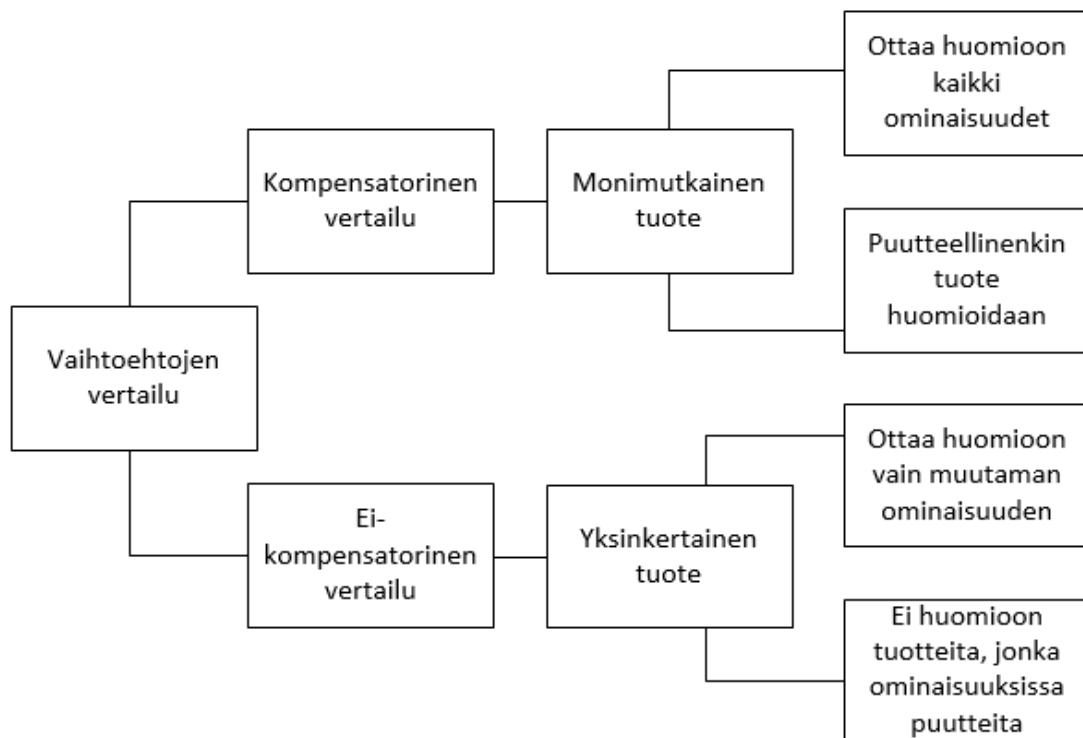 Vaihtoehtojen
vertailu
Kompensatorinen
vertailu
Monimutkainen
tuote
Ottaa huomioon
kaikki
ominaisuudet
Puutteellinenkin
tuote
huomioidaan
Ei-
kompensatorinen
vertailu
Yksinkertainen
tuote
Ottaa huomioon
vain muutaman
ominaisuuden
Ei huomioon
tuotteita, jonka
ominaisuuksissa
puutteita